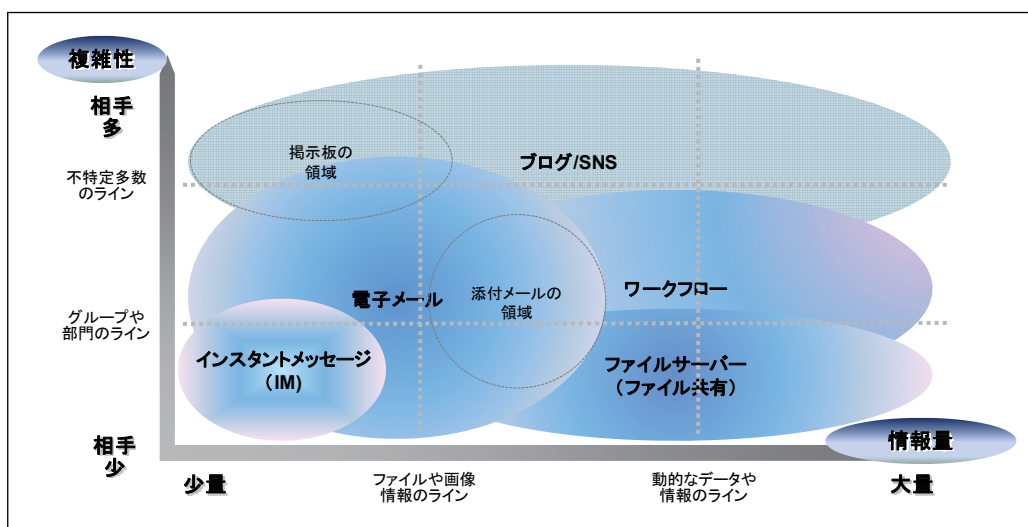 複雑性
相手
多
掲示板の
領域
ブログ/SNS
不特定多数
のライン
電子メール
添付メールの
領域
ワークフロー
グループや
部門のライン
インスタントメッセージ
(IM)
ファイルサーバー
(ファイル共有)
相手
少
情報量
少量
ファイルや画像
情報のライン
動的なデータや
情報のライン
大量